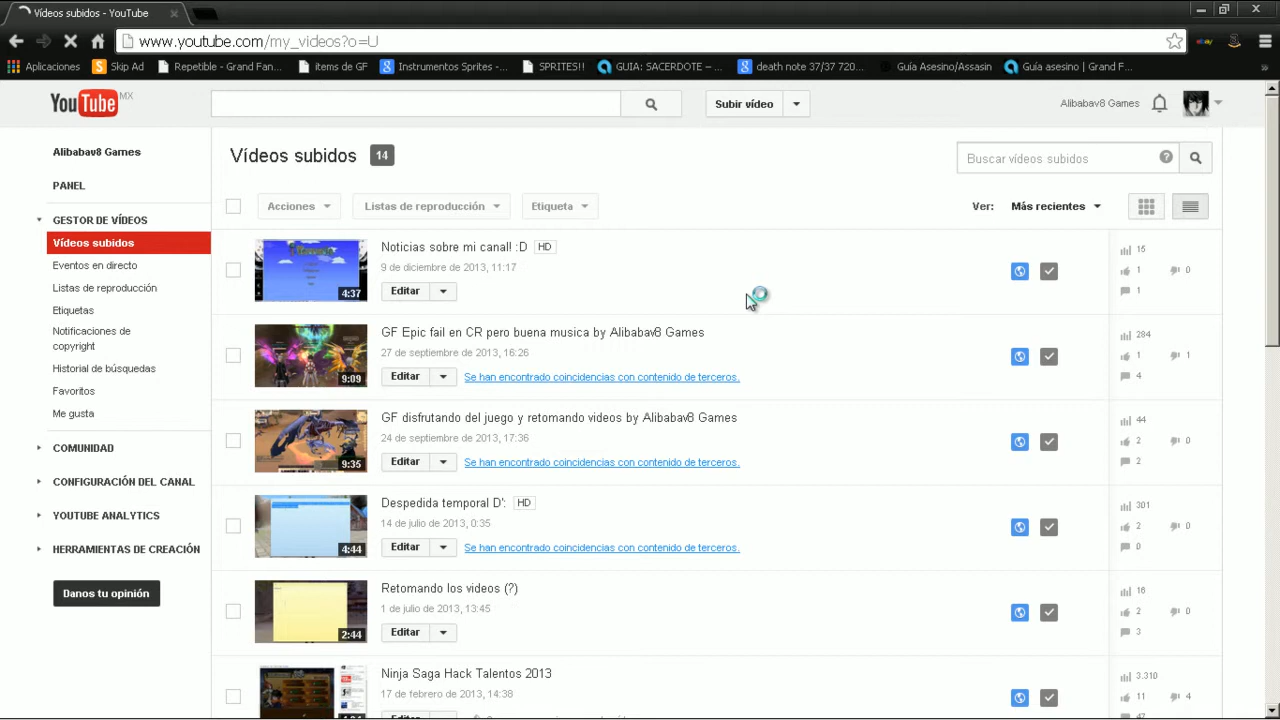 Vídeos subidos - YouTube
www.youtube.com/my_videos?o=U
Aplicaciones
Skip Ad
Repetible - Grand Fan...
items de GF
Instrumentos Sprites -...
SPRITES!!
GUIA: SACERDOTE – ...
death note 37/37 720...
Guía Asesino/Assasin
Guía asesino | Grand F...
YouTube MX
Subir vídeo
Alibabav8 Games
Alibabav8 Games
PANEL
GESTOR DE VÍDEOS
Vídeos subidos
Eventos en directo
Listas de reproducción
Etiquetas
Notificaciones de
copyright
Historial de búsquedas
Favoritos
Me gusta
COMUNIDAD
CONFIGURACIÓN DEL CANAL
YOUTUBE ANALYTICS
HERRAMIENTAS DE CREACIÓN
Danos tu opinión
Vídeos subidos 14
Buscar vídeos subidos ?
Acciones
Listas de reproducción
Etiqueta
Ver: Más recientes
4:37
Noticias sobre mi canal! :D HD
9 de diciembre de 2013, 11:17
Editar
15
1 0
1
9:09
GF Epic fail en CR pero buena musica by Alibabav8 Games
27 de septiembre de 2013, 16:26
Editar Se han encontrado coincidencias con contenido de terceros.
284
1 1
4
9:35
GF disfrutando del juego y retomando videos by Alibabav8 Games
24 de septiembre de 2013, 17:36
Editar Se han encontrado coincidencias con contenido de terceros.
44
2 0
2
4:44
Despedida temporal D': HD
14 de julio de 2013, 0:35
Editar Se han encontrado coincidencias con contenido de terceros.
301
2 0
0
2:44
Retomando los videos (?)
1 de julio de 2013, 13:45
Editar
16
2 0
3
Ninja Saga Hack Talentos 2013
17 de febrero de 2013, 14:38
3.310
11 4